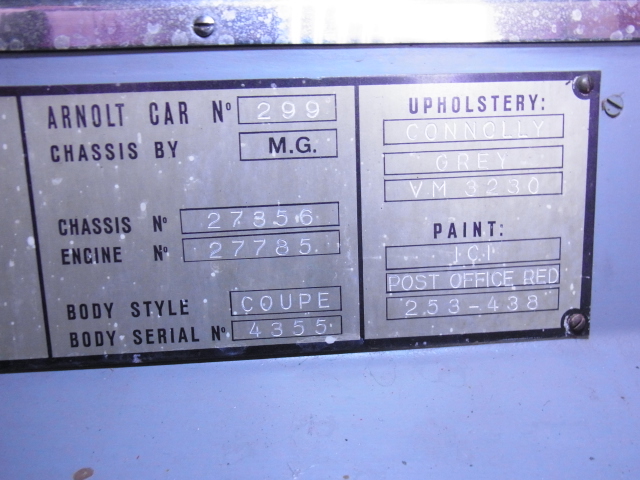 ARNOLT CAR Nº 299
CHASSIS BY M.G.
CHASSIS Nº 27356
ENGINE Nº 27785
BODY STYLE COUPE
BODY SERIAL Nº 4355
UPHOLSTERY:
CONNOLLY
GREY
VM 3230
PAINT:
I.C.I
POST OFFICE RED
253-438